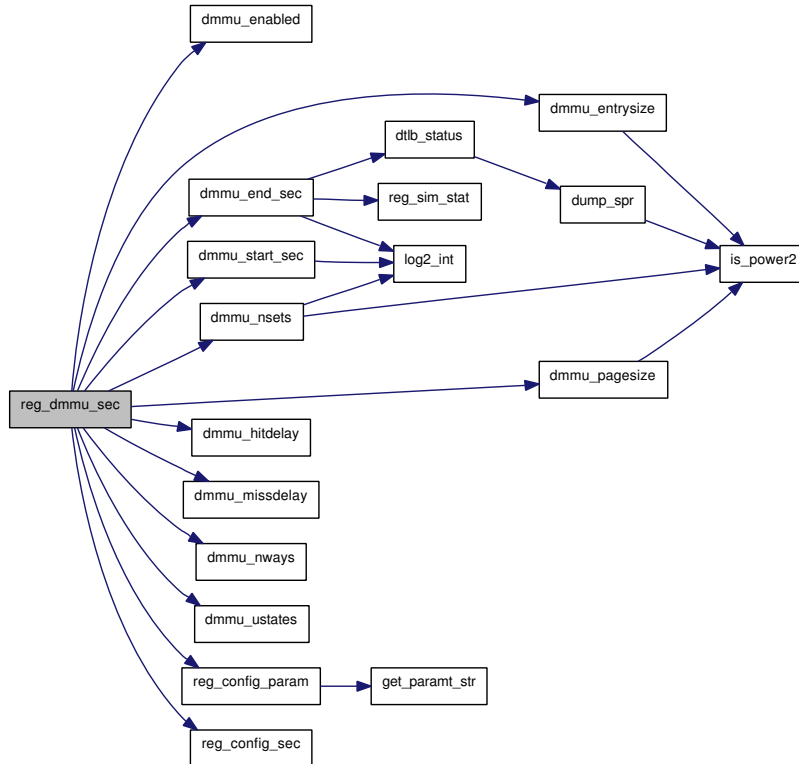 dmmu_enabled
dmmu_entrysize
dtlb_status
dmmu_end_sec
reg_sim_stat
dump_spr
dmmu_start_sec
log2_int
is_power2
dmmu_nsets
dmmu_pagesize
reg_dmmu_sec
dmmu_hitdelay
dmmu_missdelay
dmmu_nways
dmmu_ustates
reg_config_param
get_paramt_str
reg_config_sec